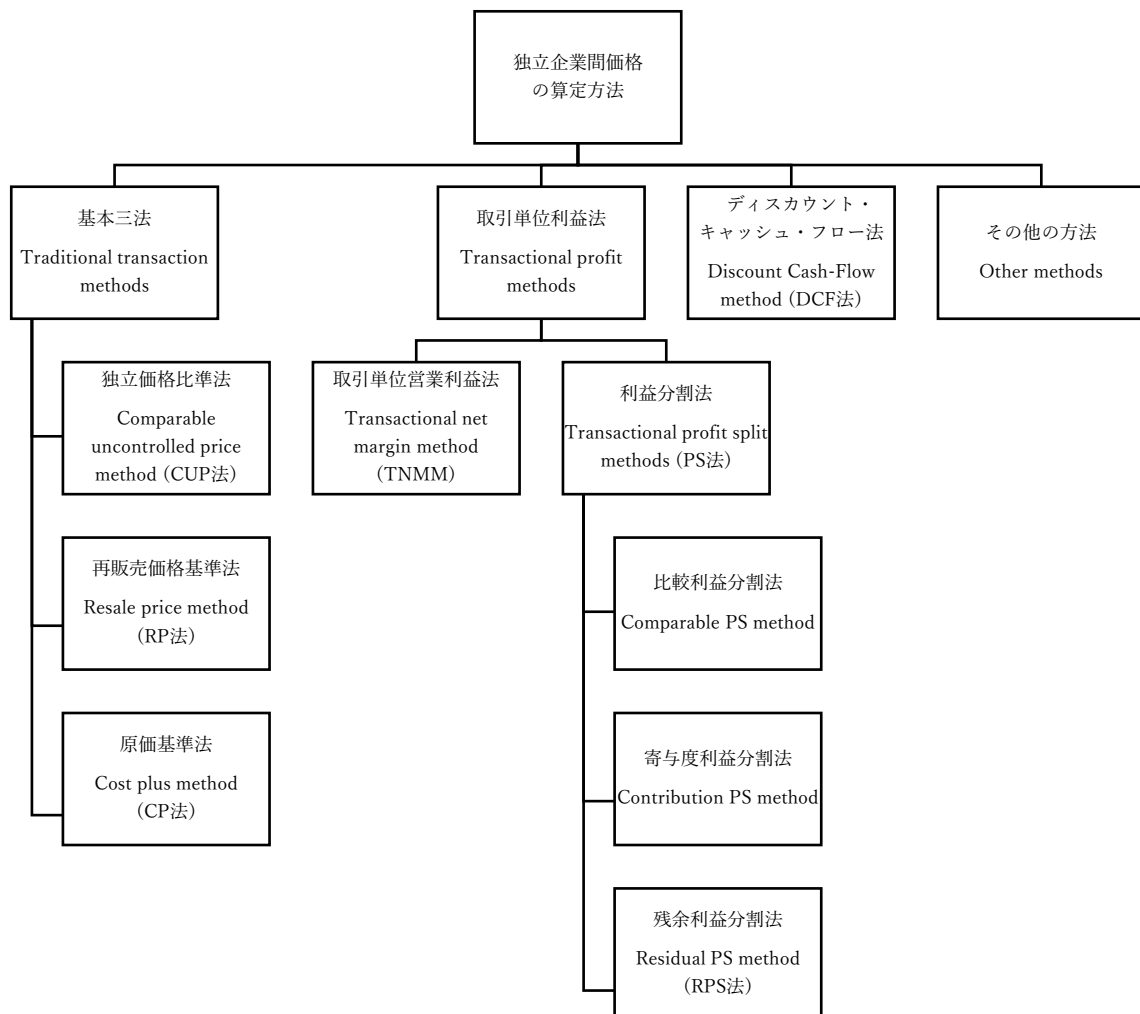 独立企業間価格
の算定方法
基本三法
Traditional transaction
methods
取引単位利益法
Transactional profit
methods
ディスカウント・
キャッシュ・フロー法
Discount Cash-Flow
method（DCF法）
その他の方法
Other methods
独立価格比準法
Comparable
uncontrolled price
method（CUP法）
取引単位営業利益法
Transactional net
margin method
（TNMM）
利益分割法
Transactional profit split
methods（PS法）
再販売価格基準法
Resale price method
（RP法）
比較利益分割法
Comparable PS method
原価基準法
Cost plus method
（CP法）
寄与度利益分割法
Contribution PS method
残余利益分割法
Residual PS method
（RPS法）